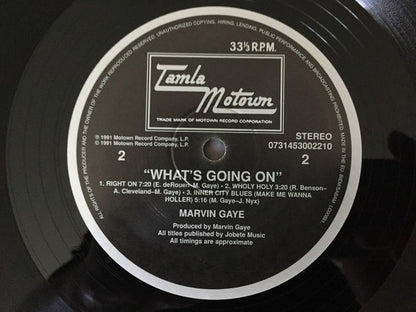 ALL RIGHTS OF THE PRODUCER AND THE OWNER OF THE WORK REPRODUCED RESERVED. UNAUTHORIZED COPYING, HIRING, LENDING, PUBLIC PERFORMANCE AND BROADCASTING PROHIBITED. MADE IN THE EU
33⅓ R.P.M.
Tamla
Motown
TRADE MARK OF MOTOWN RECORD CORPORATION
℗ 1991 Motown Record Company, L.P.
© 1991 Motown Record Company, L.P.
STEREO
0731453002210
2
2
“WHAT'S GOING ON”
1. RIGHT ON 7:20 (E. deRouen–M. Gaye) - 2. WHOLY HOLY 3:20 (R. Benson–
A. Cleveland–M. Gaye) - 3. INNER CITY BLUES (MAKE ME WANNA
HOLLER) 5:16 (M. Gaye–J. Nyx)
MARVIN GAYE
Produced by Marvin Gaye
All titles published by Jobete Music
All timings are approximate